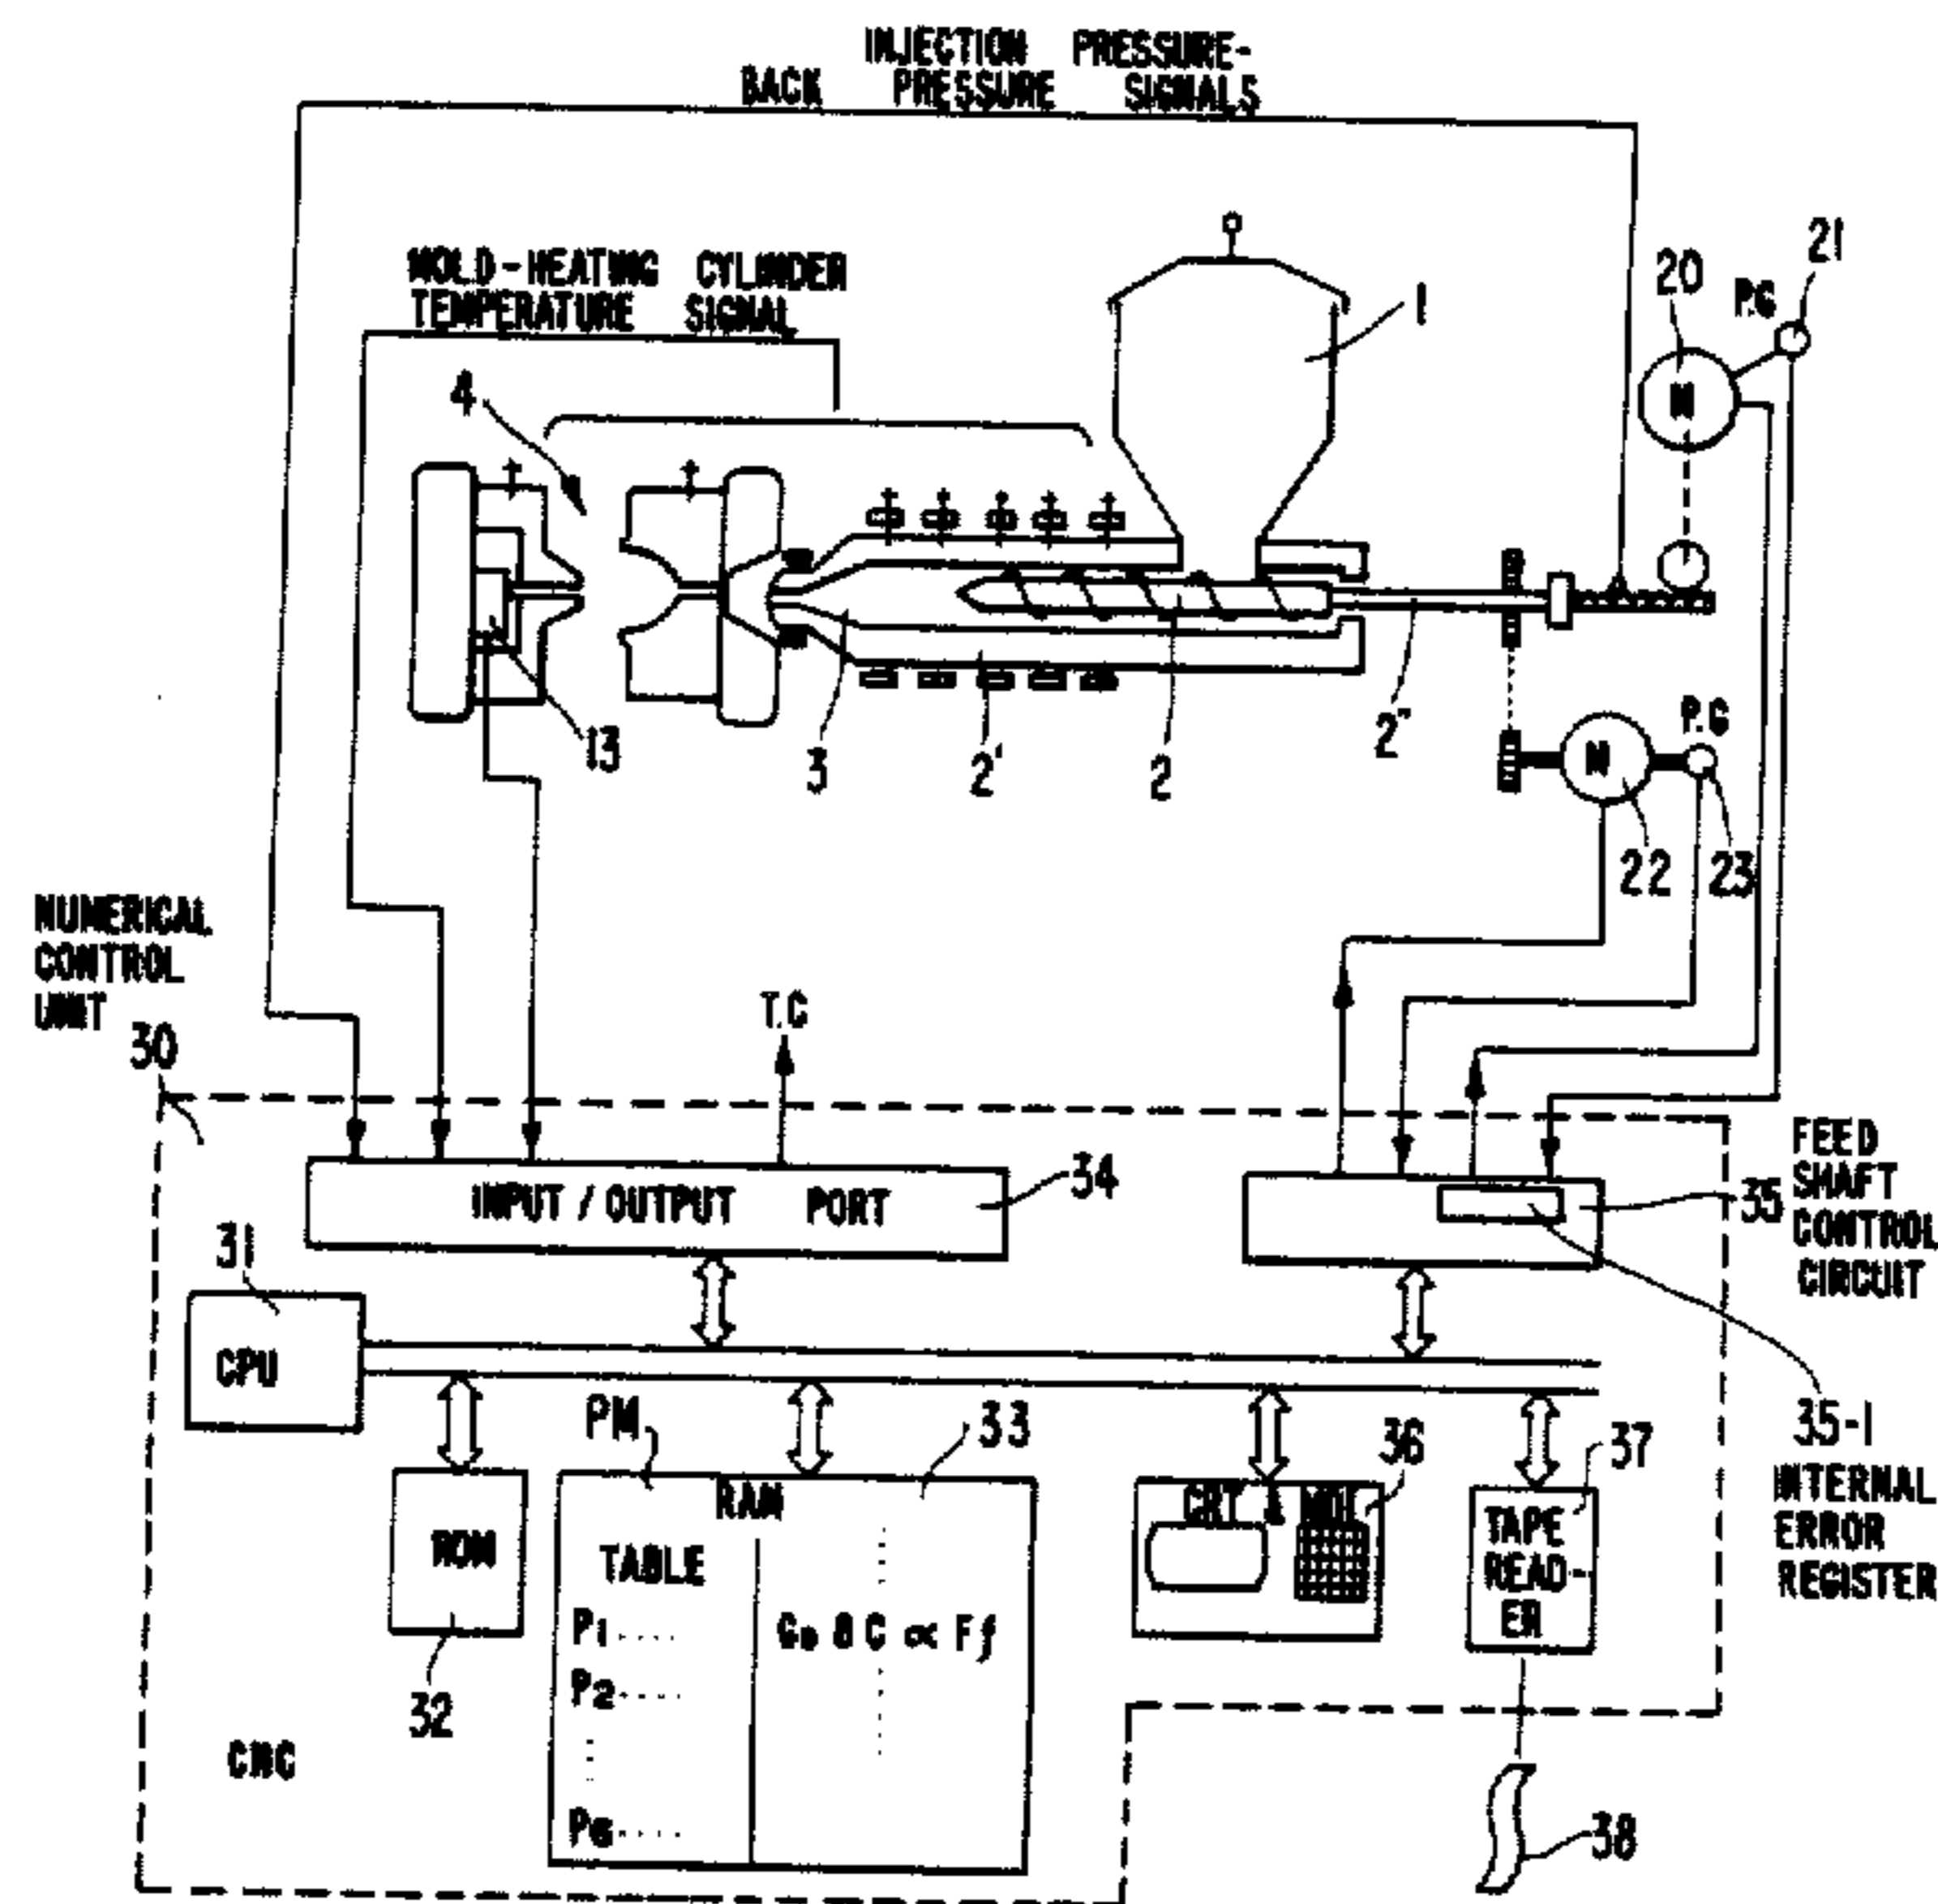 INJECTION PRESSURE-
BACK PRESSURE SIGNALS
MOLD-HEATING CYLINDER
TEMPERATURE SIGNAL
4
1
20
P.G
21
M
13
3
2'
2
2"
P.G
M
22
23
NUMERICAL
CONTROL
UNIT
30
T.C
INPUT / OUTPUT PORT
34
35
FEED
SHAFT
CONTROL
CIRCUIT
31
CPU
PM
33
36
37
35-1
INTERNAL
ERROR
REGISTER
ROM
32
RAM
TABLE
P1
P2
P6
CRT & MDI
TAPE
READ-
ER
CNC
38